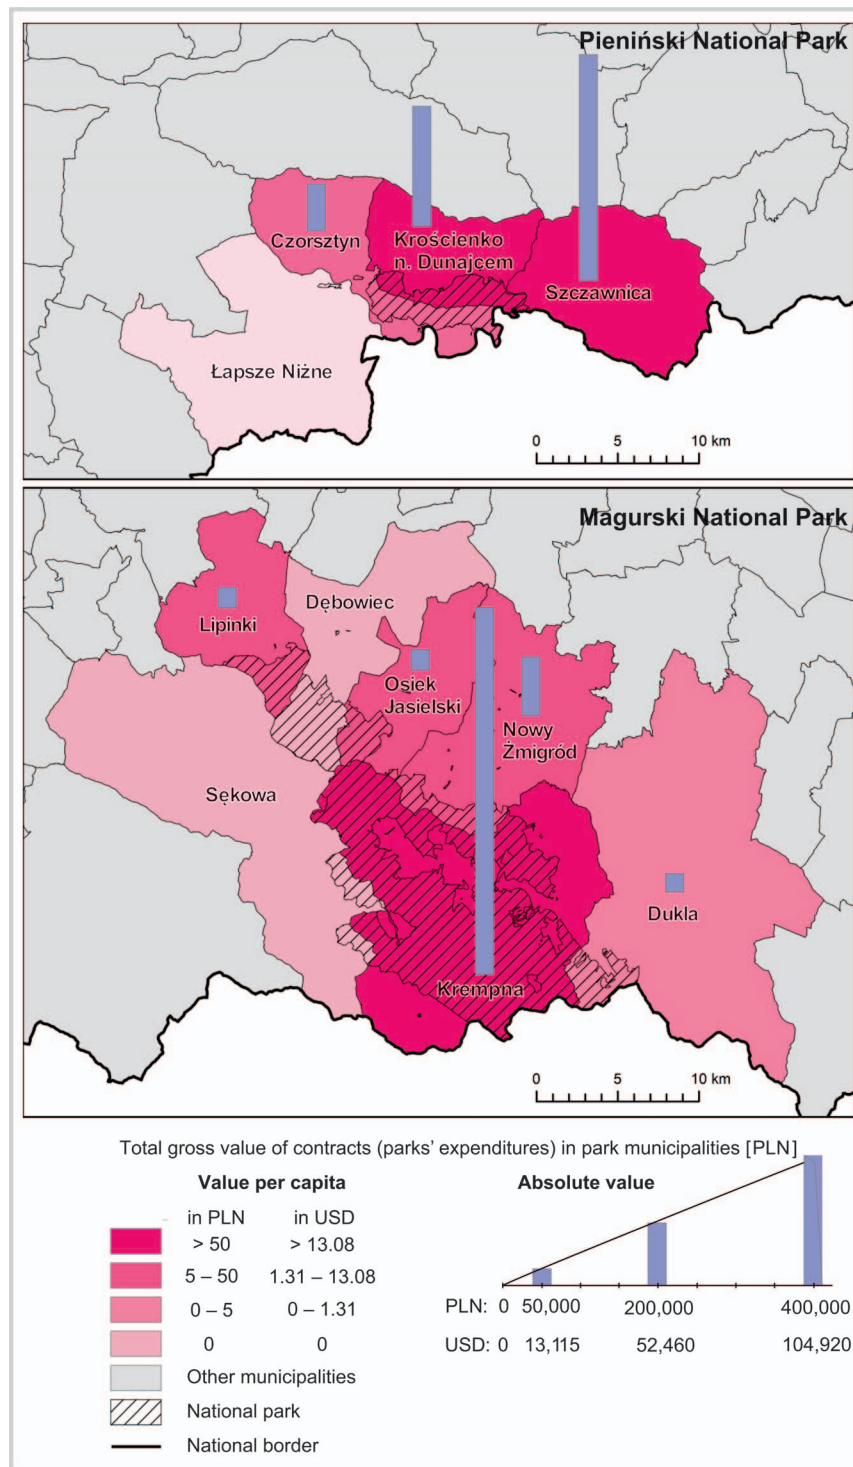 Pieniński National Park
Czorsztyn
Krościenko
n. Dunajcem
Szczawnica
Łapsze Niżne
0 5 10 km
Magurski National Park
Dębowiec
Lipinki
Osiek
Jasielski
Nowy
Żmigród
Sękowa
Dukla
Krempna
0 5 10 km
Total gross value of contracts (parks' expenditures) in park municipalities [PLN]
Value per capita
Absolute value
in PLN in USD
> 50 > 13.08
5 – 50 1.31 – 13.08
0 – 5 0 – 1.31
0 0
Other municipalities
National park
National border
PLN: 0 50,000 200,000 400,000
USD: 0 13,115 52,460 104,920